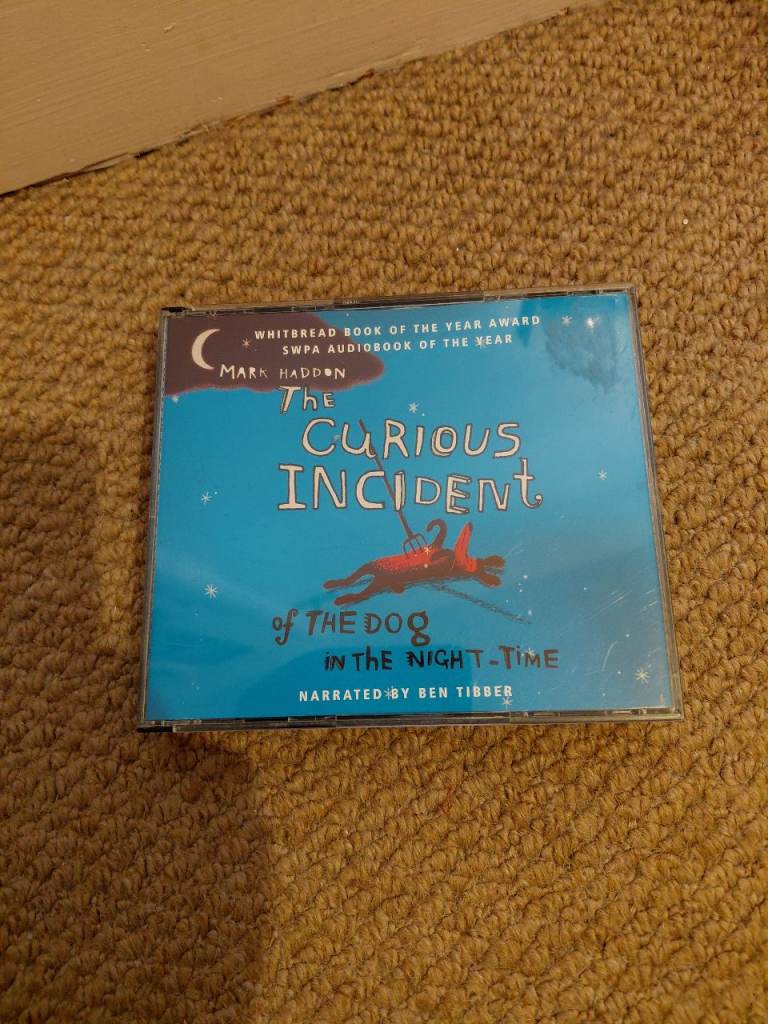 WHITBREAD BOOK OF THE YEAR AWARD
SWPA AUDIOBOOK OF THE YEAR
MARK HADDON
The
CURIOUS
INCIDENT
of THE DOg
IN The NIGHT-TiME
NARRATED BY BEN TIBBER